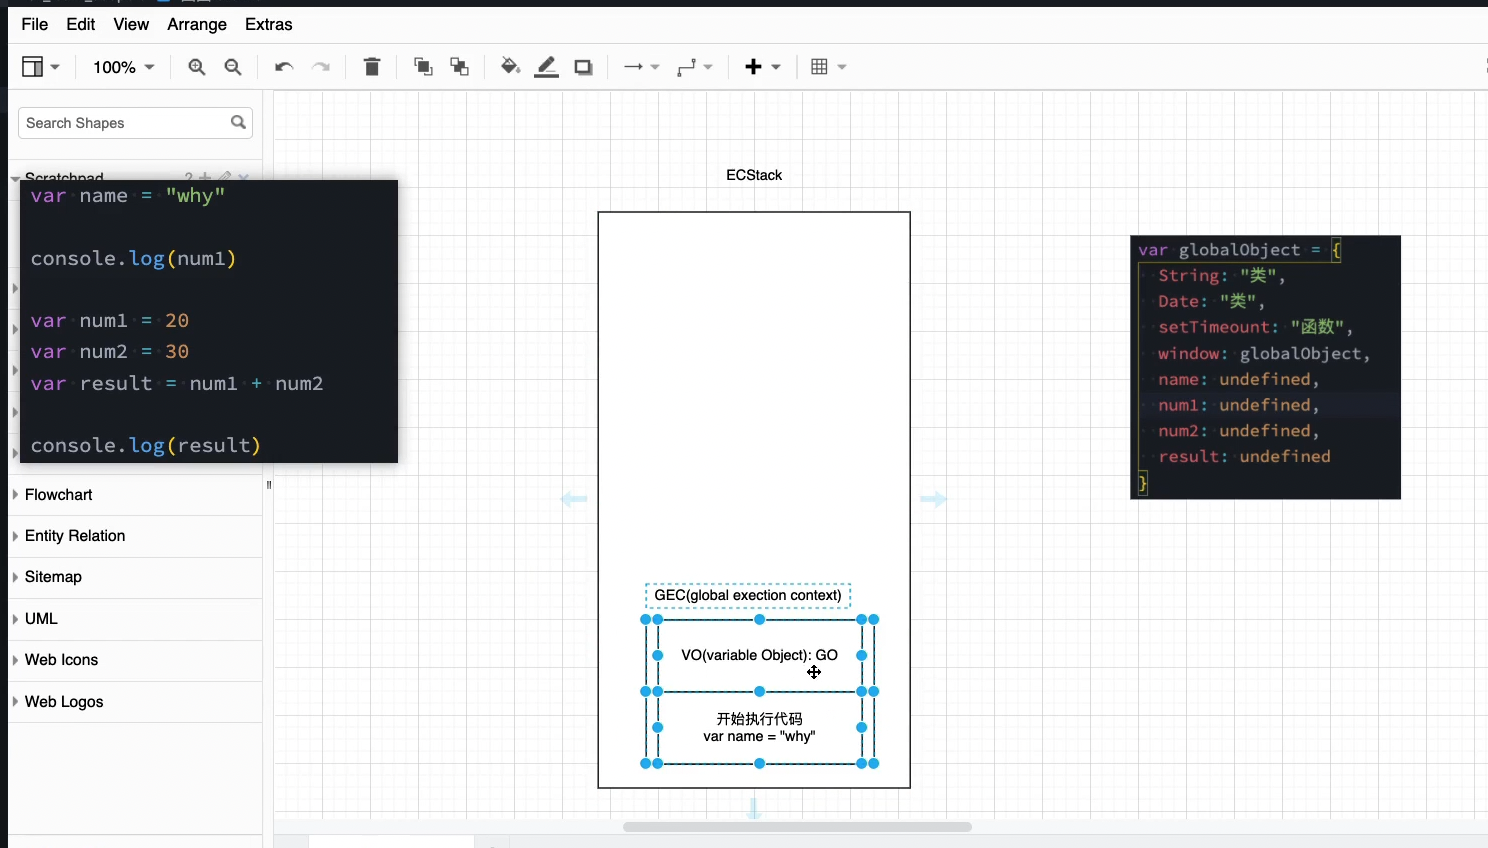 File Edit View Arrange Extras
100%
Search Shapes
Scratchpad
var name = "why"
console.log(num1)
var num1 = 20
var num2 = 30
var result = num1 + num2
console.log(result)
Flowchart
Entity Relation
Sitemap
UML
Web Icons
Web Logos
ECStack
GEC(global exection context)
VO(variable Object): GO
开始执行代码
var name = "why"
var globalObject = {
String: "类",
Date: "类",
setTimeount: "函数",
window: globalObject,
name: undefined,
num1: undefined,
num2: undefined,
result: undefined
}